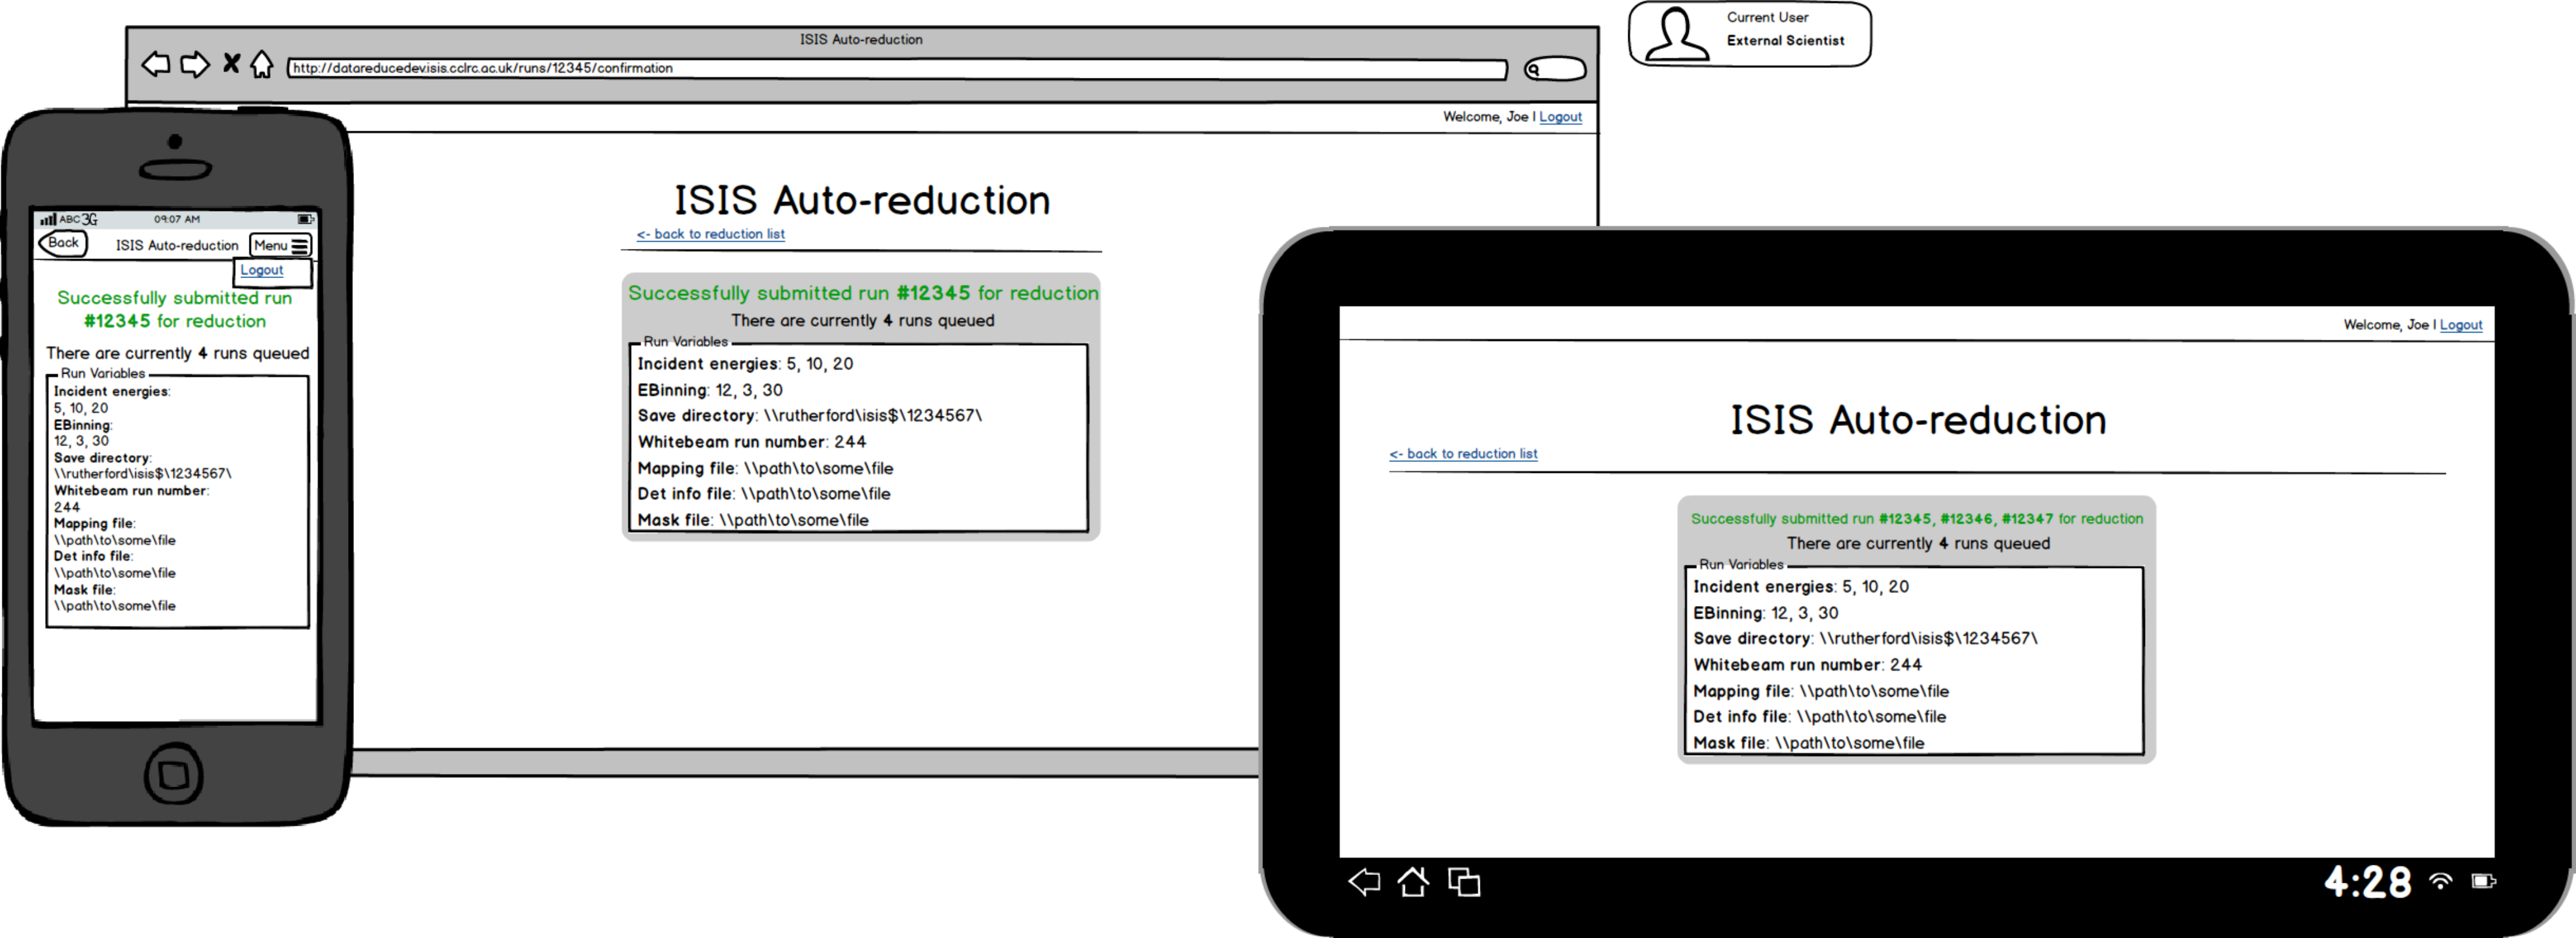 Current User
External Scientist
ISIS Auto-reduction
http://datareducedev.isis.cclrc.ac.uk/runs/12345/confirmation
Welcome, Joe | Logout
ISIS Auto-reduction
<- back to reduction list
Successfully submitted run #12345 for reduction
There are currently 4 runs queued
Run Variables
Incident energies: 5, 10, 20
EBinning: 12, 3, 30
Save directory: \\rutherford\isis$\1234567\
Whitebeam run number: 244
Mapping file: \\path\to\some\file
Det info file: \\path\to\some\file
Mask file: \\path\to\some\file
ABC 3G 09:07 AM
Back ISIS Auto-reduction Menu
Logout
Successfully submitted run
#12345 for reduction
There are currently 4 runs queued
Run Variables
Incident energies:
5, 10, 20
EBinning:
12, 3, 30
Save directory:
\\rutherford\isis$\1234567\
Whitebeam run number:
244
Mapping file:
\\path\to\some\file
Det info file:
\\path\to\some\file
Mask file:
\\path\to\some\file
Welcome, Joe | Logout
ISIS Auto-reduction
<- back to reduction list
Successfully submitted run #12345, #12346, #12347 for reduction
There are currently 4 runs queued
Run Variables
Incident energies: 5, 10, 20
EBinning: 12, 3, 30
Save directory: \\rutherford\isis$\1234567\
Whitebeam run number: 244
Mapping file: \\path\to\some\file
Det info file: \\path\to\some\file
Mask file: \\path\to\some\file
4:28